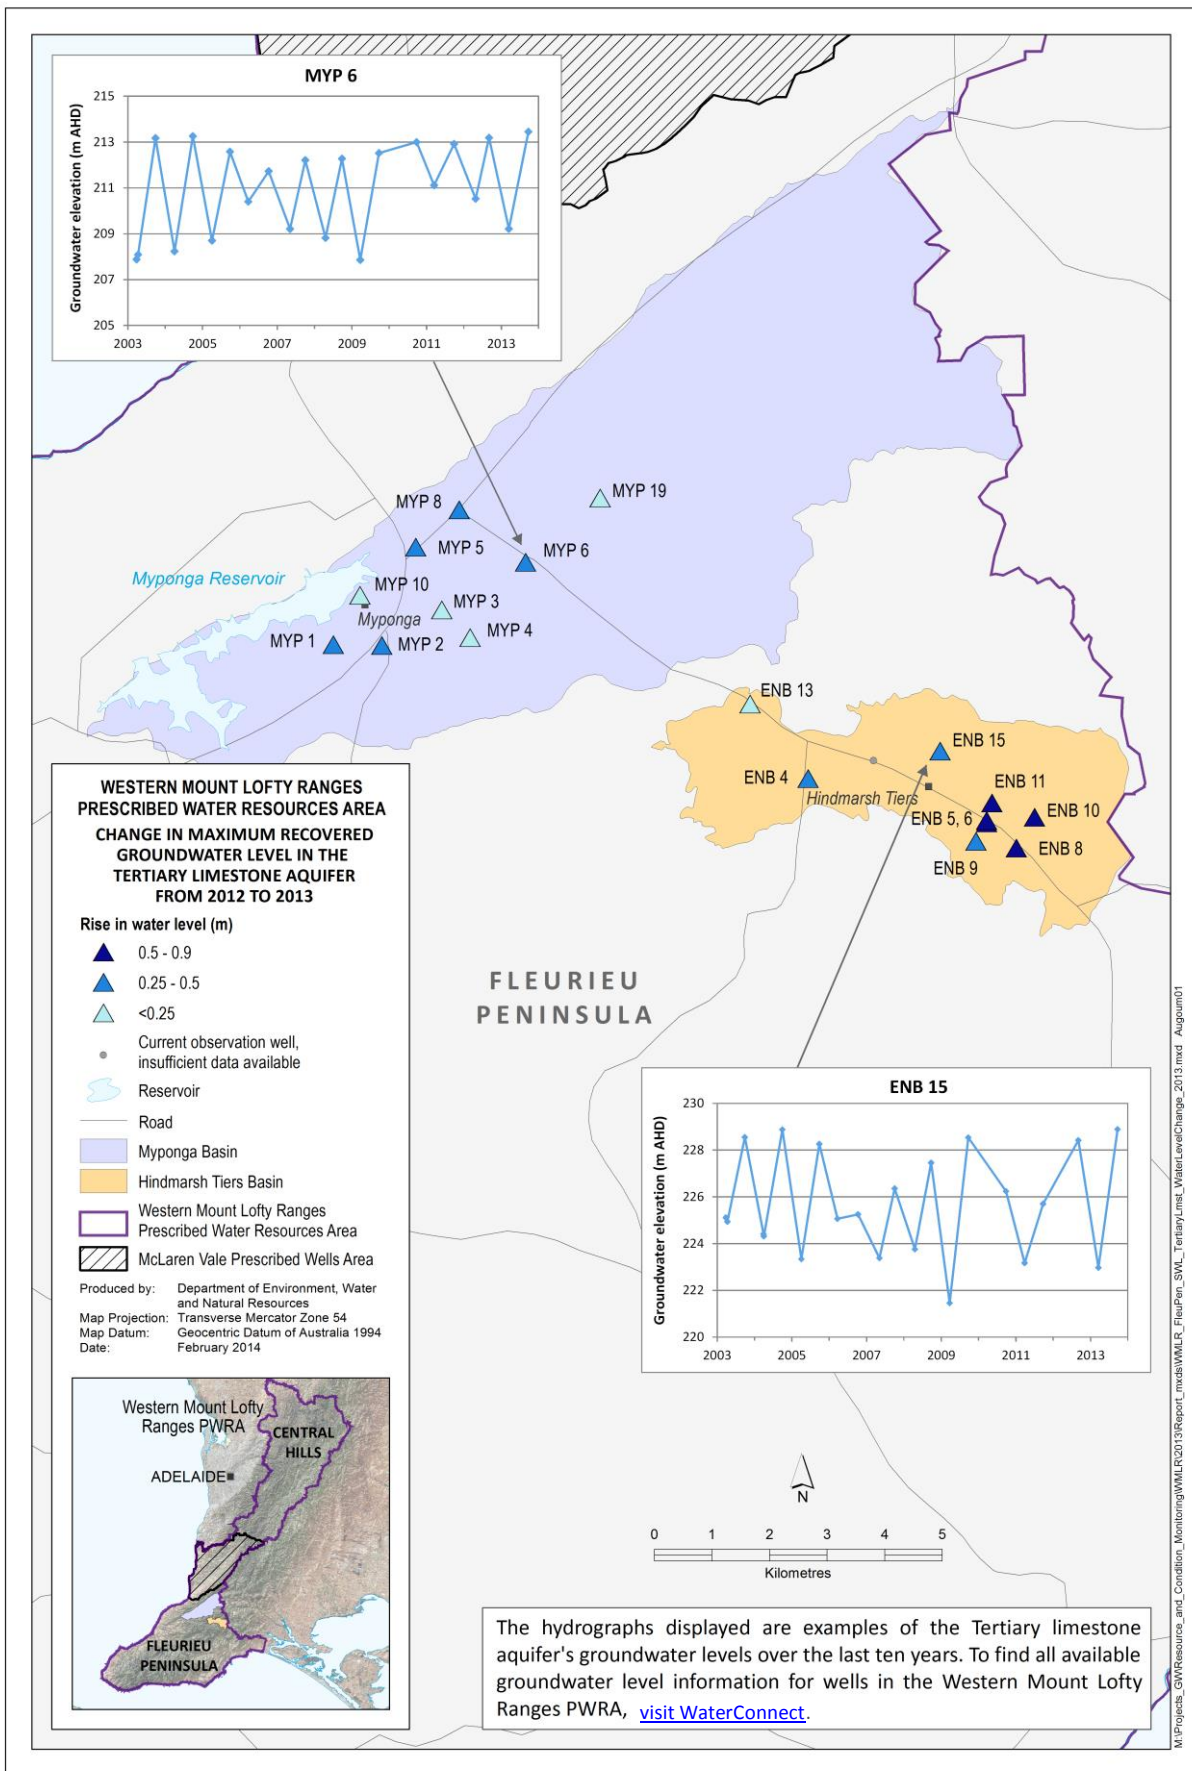 MYP 6
Groundwater elevation (m AHD)
215
213
211
209
207
205
2003
2005
2007
2009
2011
2013
MYP 19
MYP 8
MYP 5
MYP 6
Myponga Reservoir
MYP 10
MYP 3
Myponga
MYP 1
MYP 2
MYP 4
ENB 13
ENB 15
ENB 4
Hindmarsh Tiers
ENB 11
ENB 5, 6
ENB 10
ENB 9
ENB 8
FLEURIEU
PENINSULA
WESTERN MOUNT LOFTY RANGES
PRESCRIBED WATER RESOURCES AREA
CHANGE IN MAXIMUM RECOVERED
GROUNDWATER LEVEL IN THE
TERTIARY LIMESTONE AQUIFER
FROM 2012 TO 2013
Rise in water level (m)
0.5 - 0.9
0.25 - 0.5
<0.25
Current observation well,
insufficient data available
Reservoir
Road
Myponga Basin
Hindmarsh Tiers Basin
Western Mount Lofty Ranges
Prescribed Water Resources Area
McLaren Vale Prescribed Wells Area
Produced by: Department of Environment, Water
and Natural Resources
Map Projection: Transverse Mercator Zone 54
Map Datum: Geocentric Datum of Australia 1994
Date: February 2014
Western Mount Lofty
Ranges PWRA
CENTRAL
HILLS
ADELAIDE
FLEURIEU
PENINSULA
ENB 15
Groundwater elevation (m AHD)
230
228
226
224
222
220
2003
2005
2007
2009
2011
2013
N
0 1 2 3 4 5
Kilometres
The hydrographs displayed are examples of the Tertiary limestone
aquifer's groundwater levels over the last ten years. To find all available
groundwater level information for wells in the Western Mount Lofty
Ranges PWRA, visit WaterConnect.
M:\Projects_GW\Resource_and_Condition_Monitoring\WMLR\2013\Report_mxds\WMLR_FleuPen_SWL_TertiaryLmst_WaterLevelChange_2013.mxd Augoum01